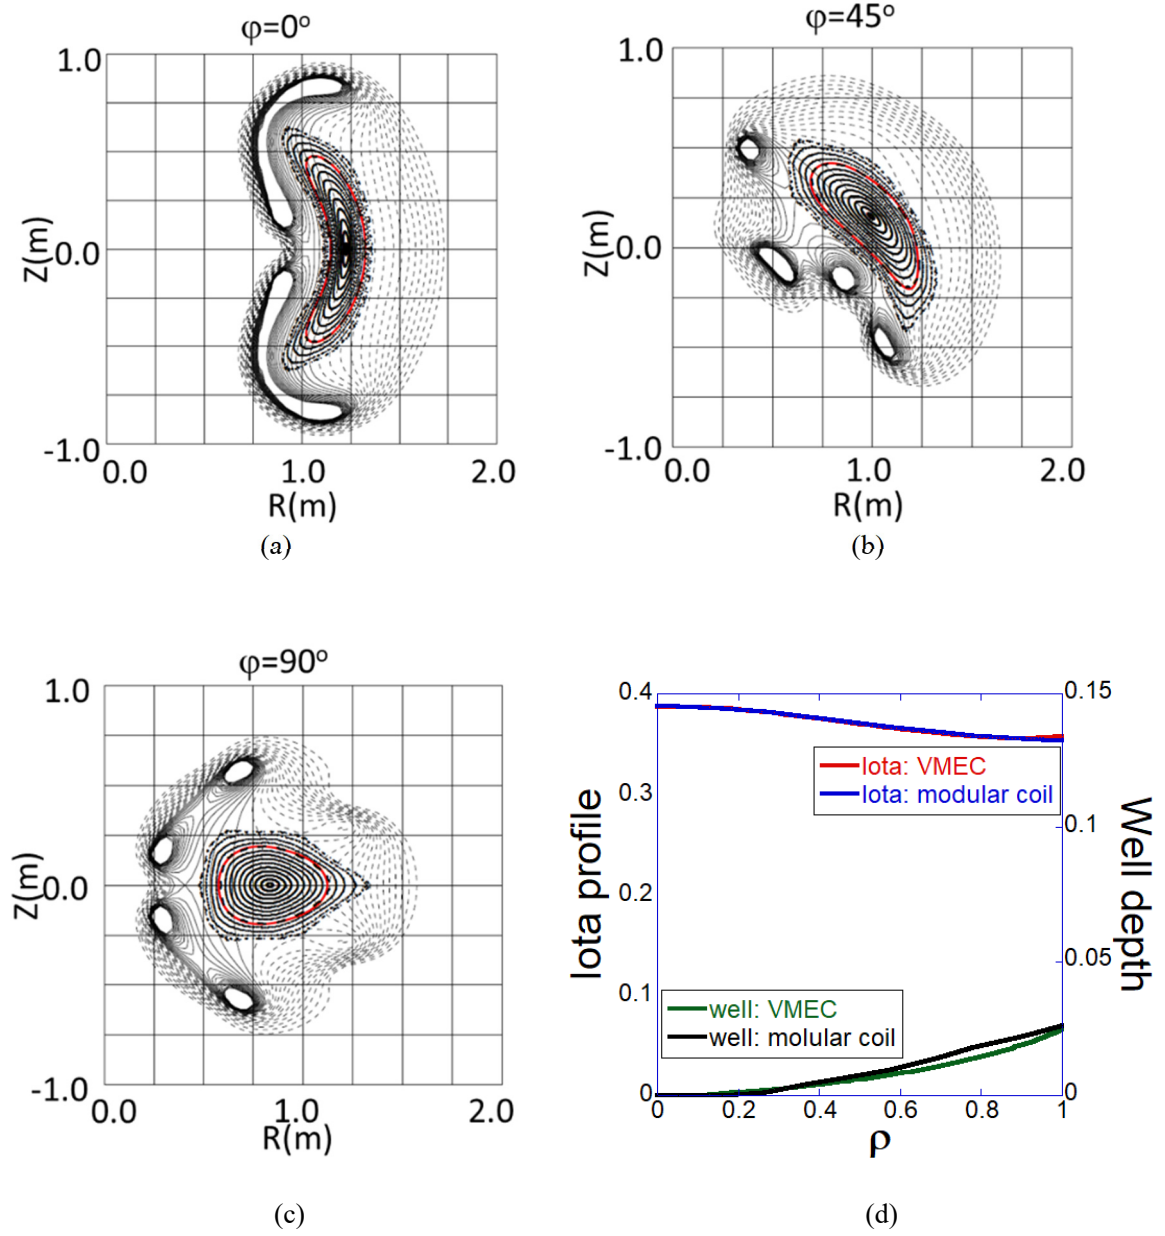 φ=0°
1.0
0.0
-1.0
Z(m)
0.0 1.0 2.0
R(m)
(a)
φ=45°
1.0
0.0
-1.0
Z(m)
0.0 1.0 2.0
R(m)
(b)
φ=90°
1.0
0.0
-1.0
Z(m)
0.0 1.0 2.0
R(m)
(c)
0.4
0.3
0.2
0.1
0
Iota profile
0.15
0.1
0.05
0
Well depth
Iota: VMEC
Iota: modular coil
well: VMEC
well: molular coil
0 0.2 0.4 0.6 0.8 1
ρ
(d)